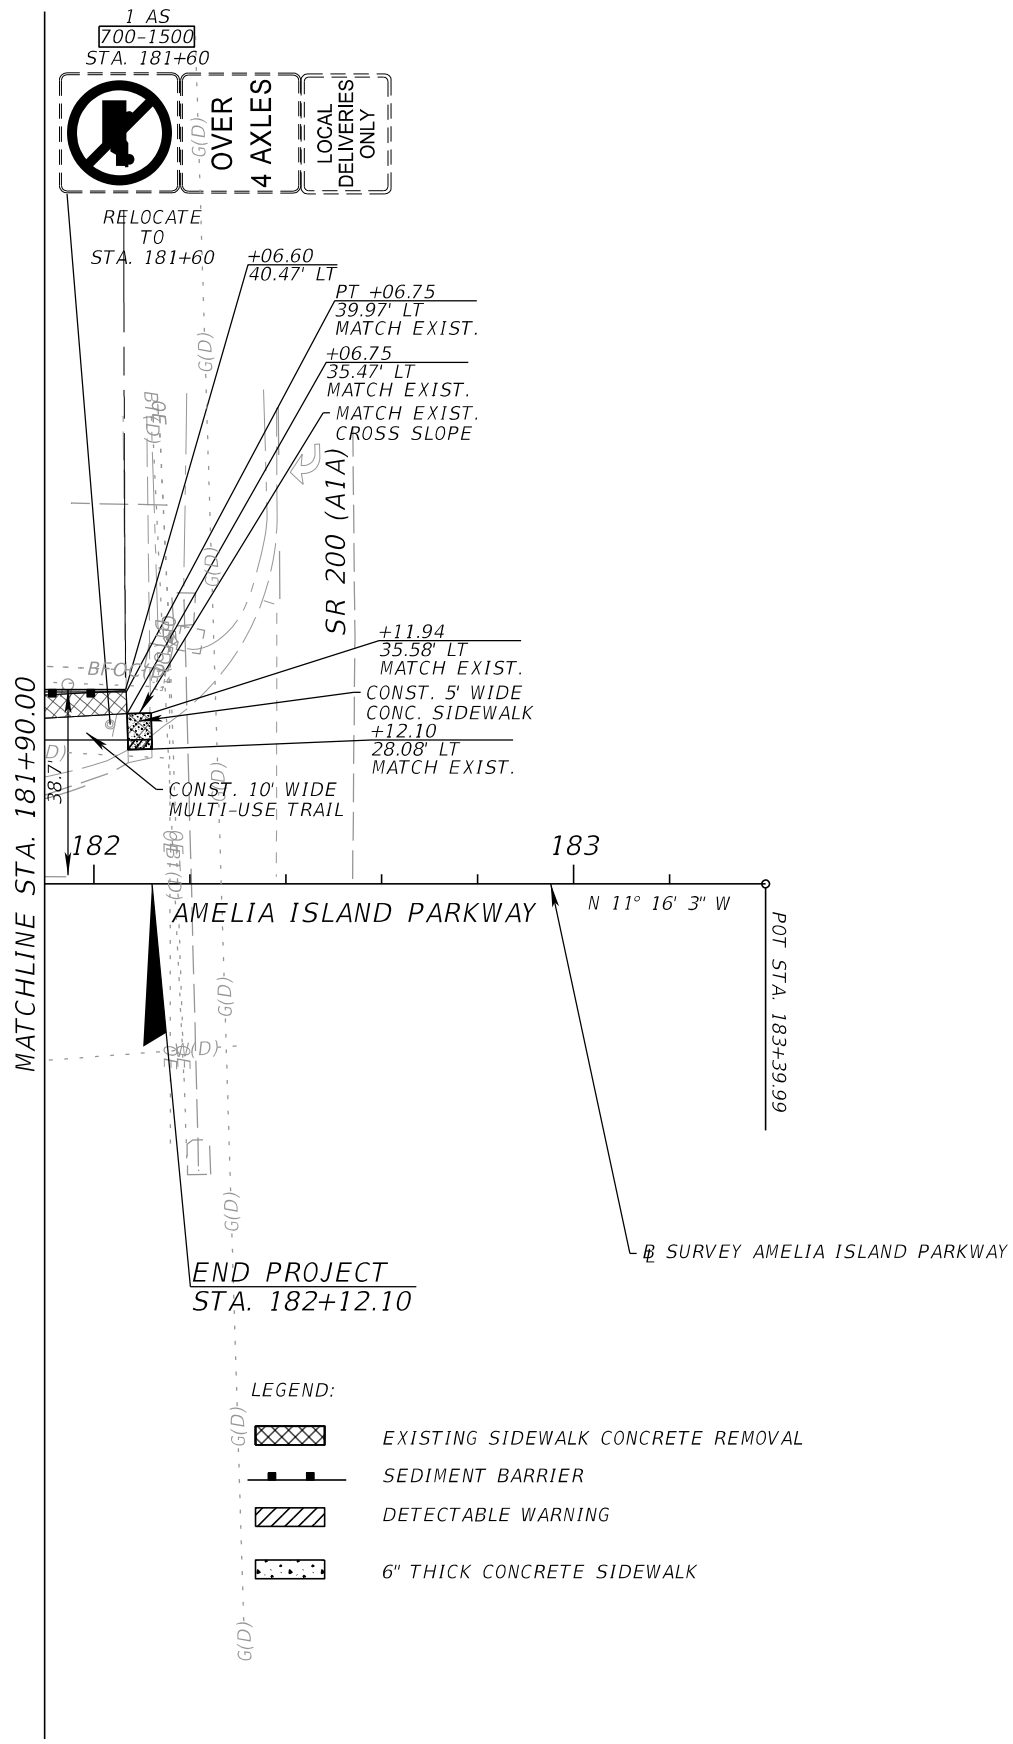 1 AS
700-1500
STA. 181+60
OVER
4 AXLES
LOCAL
DELIVERIES
ONLY
RELOCATE
TO
STA. 181+60
+06.60
40.47' LT
PT +06.75
39.97' LT
MATCH EXIST.
+06.75
35.47' LT
MATCH EXIST.
MATCH EXIST.
CROSS SLOPE
SR 200 (A1A)
+11.94
35.58' LT
MATCH EXIST.
CONST. 5' WIDE
CONC. SIDEWALK
+12.10
28.08' LT
MATCH EXIST.
CONST. 10' WIDE
MULTI-USE TRAIL
38.7'
MATCHLINE STA. 181+90.00
182
183
AMELIA ISLAND PARKWAY
N 11° 16' 3" W
POT STA. 183+39.99
G(D)
G(D)
G(D)
G(D)
G(D)
G(D)
G(D)
G(D)
BL SURVEY AMELIA ISLAND PARKWAY
END PROJECT
STA. 182+12.10
LEGEND:
EXISTING SIDEWALK CONCRETE REMOVAL
SEDIMENT BARRIER
DETECTABLE WARNING
6" THICK CONCRETE SIDEWALK